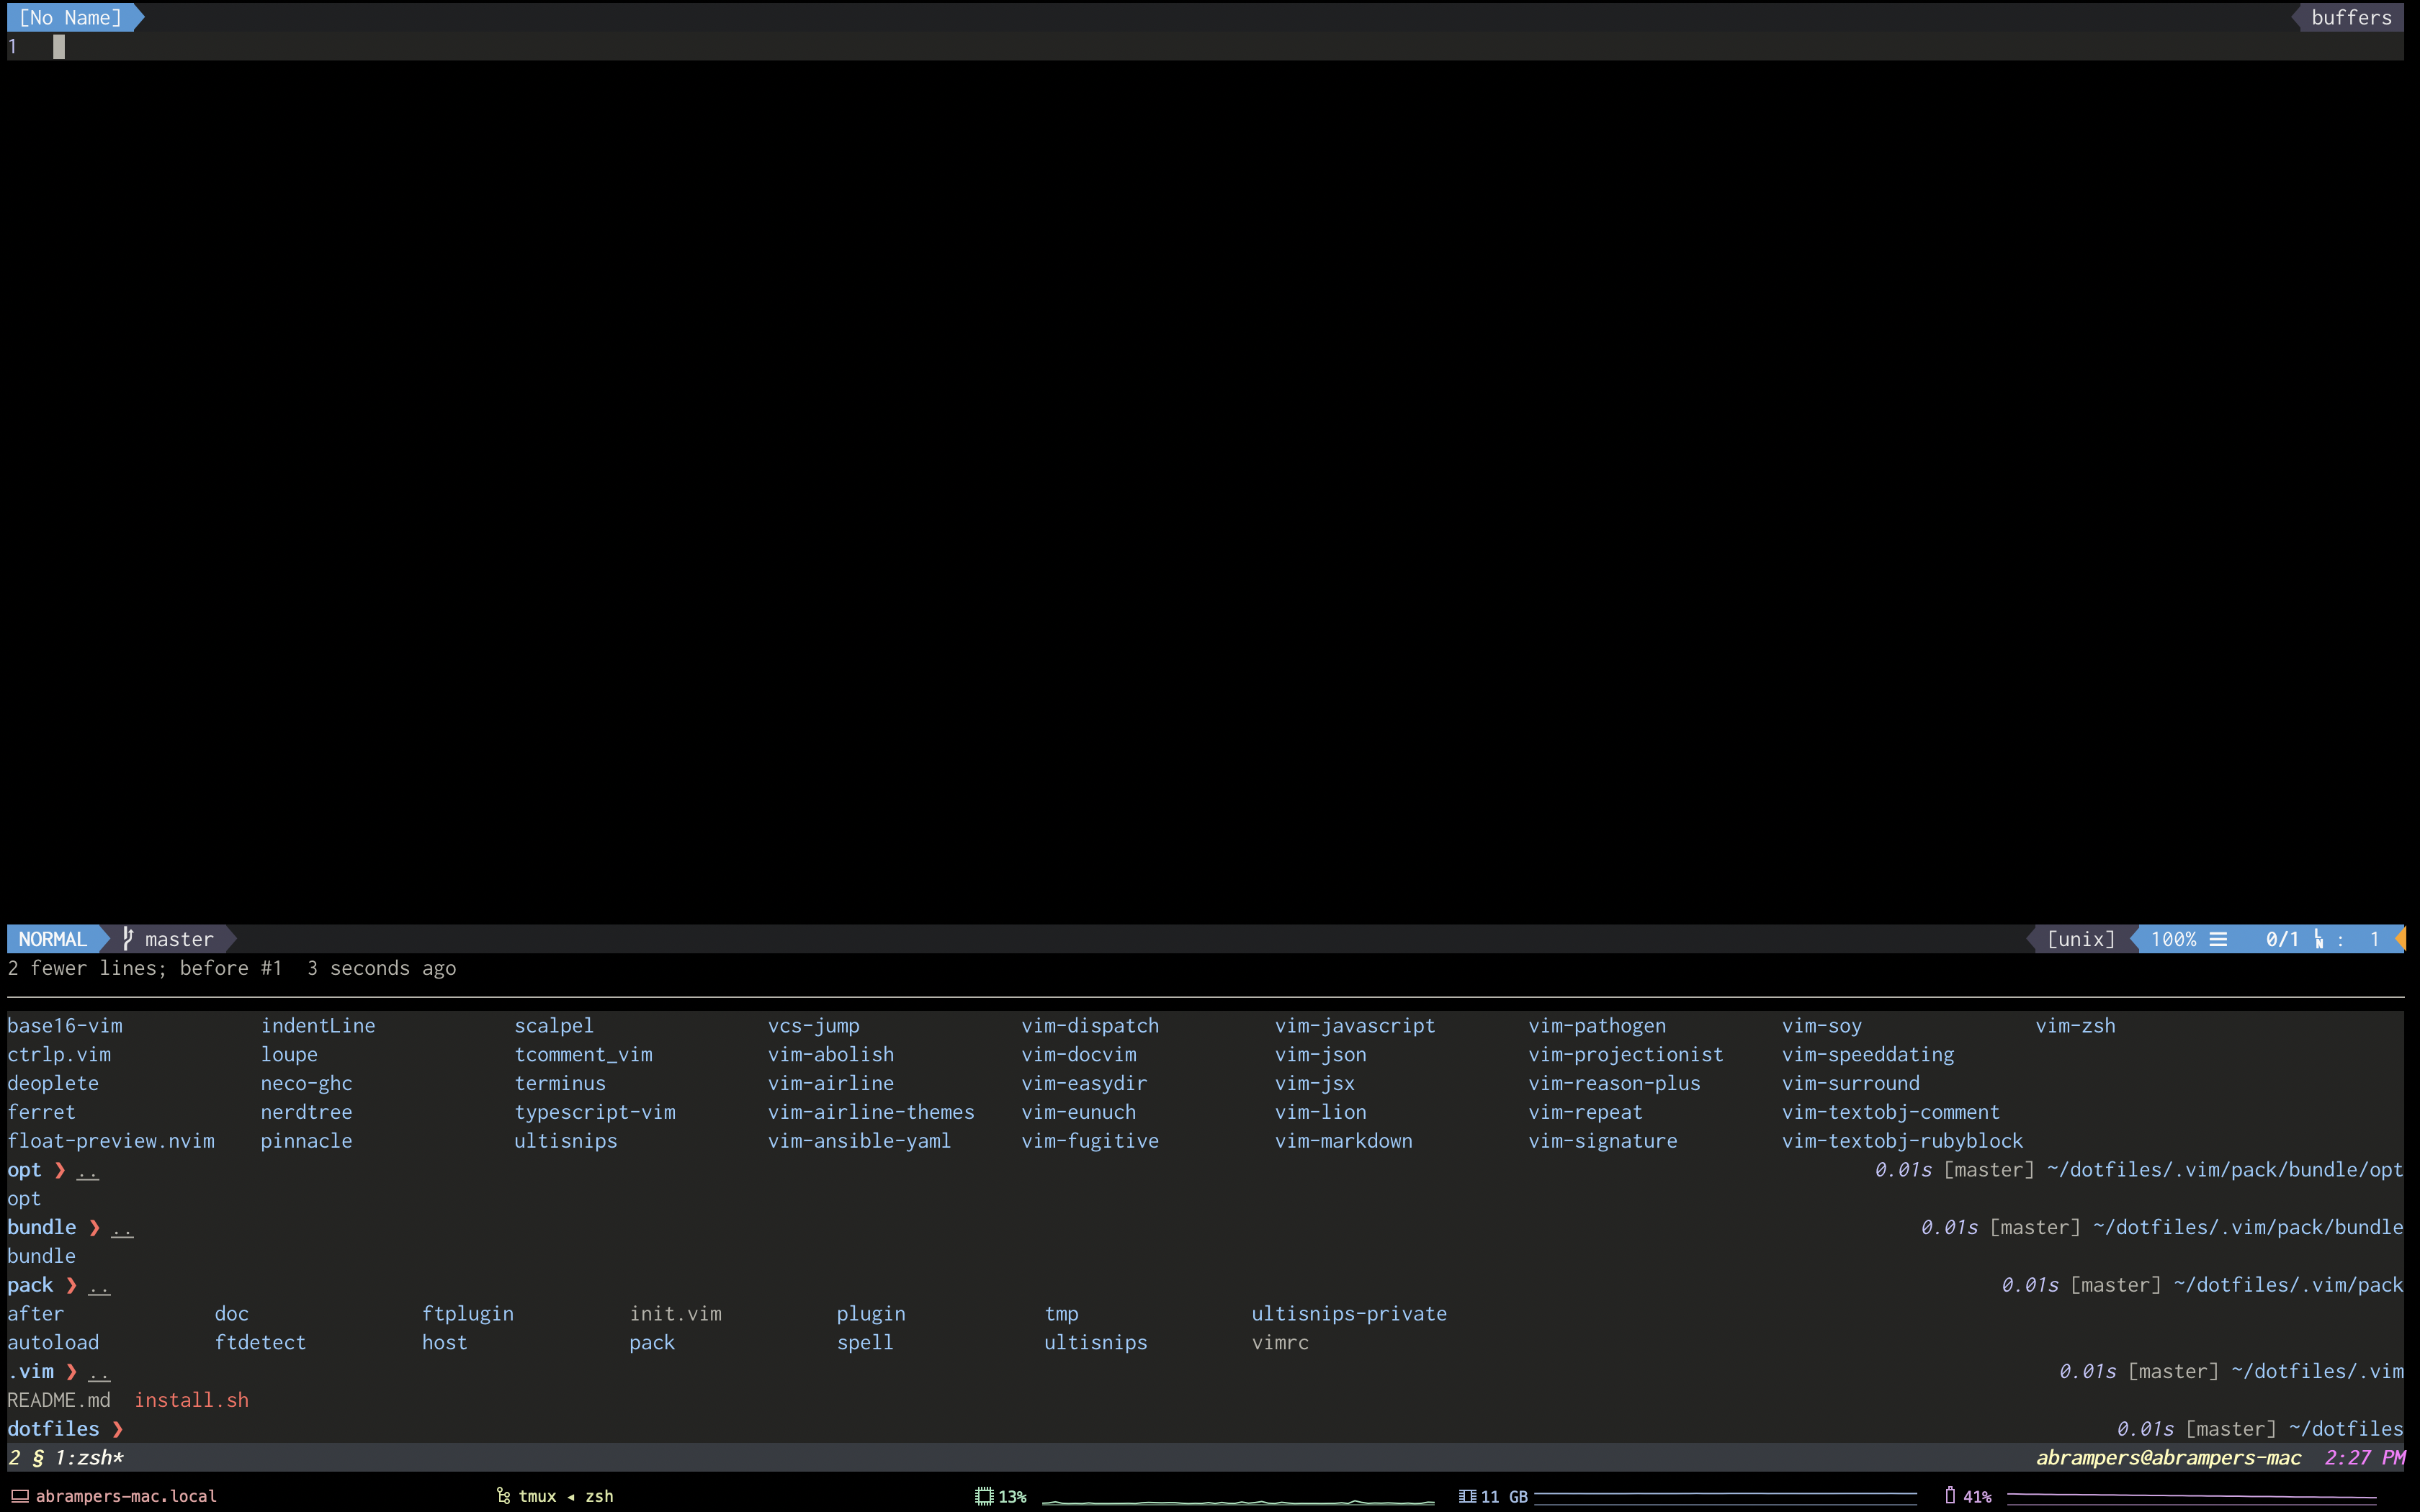 [No Name] buffers
1
NORMAL master [unix] 100% ☰ 0/1 LN : 1
2 fewer lines; before #1  3 seconds ago
base16-vim indentLine scalpel vcs-jump vim-dispatch vim-javascript vim-pathogen vim-soy vim-zsh
ctrlp.vim loupe tcomment_vim vim-abolish vim-docvim vim-json vim-projectionist vim-speeddating
deoplete neco-ghc terminus vim-airline vim-easydir vim-jsx vim-reason-plus vim-surround
ferret nerdtree typescript-vim vim-airline-themes vim-eunuch vim-lion vim-repeat vim-textobj-comment
float-preview.nvim pinnacle ultisnips vim-ansible-yaml vim-fugitive vim-markdown vim-signature vim-textobj-rubyblock
opt ❯ .. 0.01s [master] ~/dotfiles/.vim/pack/bundle/opt
opt
bundle ❯ .. 0.01s [master] ~/dotfiles/.vim/pack/bundle
bundle
pack ❯ .. 0.01s [master] ~/dotfiles/.vim/pack
after doc ftplugin init.vim plugin tmp ultisnips-private
autoload ftdetect host pack spell ultisnips vimrc
.vim ❯ .. 0.01s [master] ~/dotfiles/.vim
README.md install.sh
dotfiles ❯ 0.01s [master] ~/dotfiles
2 § 1:zsh* abrampers@abrampers-mac 2:27 PM
abrampers-mac.local tmux ◂ zsh 13% 11 GB 41%